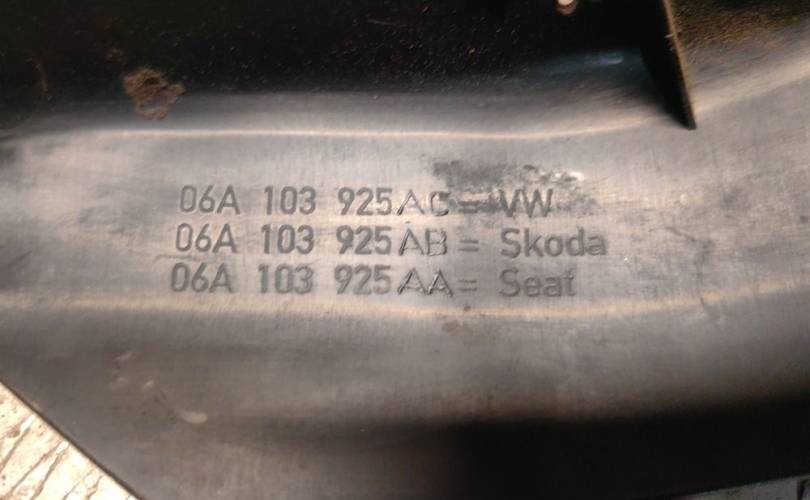 06A 103 925AC = VW
06A 103 925AB = Skoda
06A 103 925AA = Seat